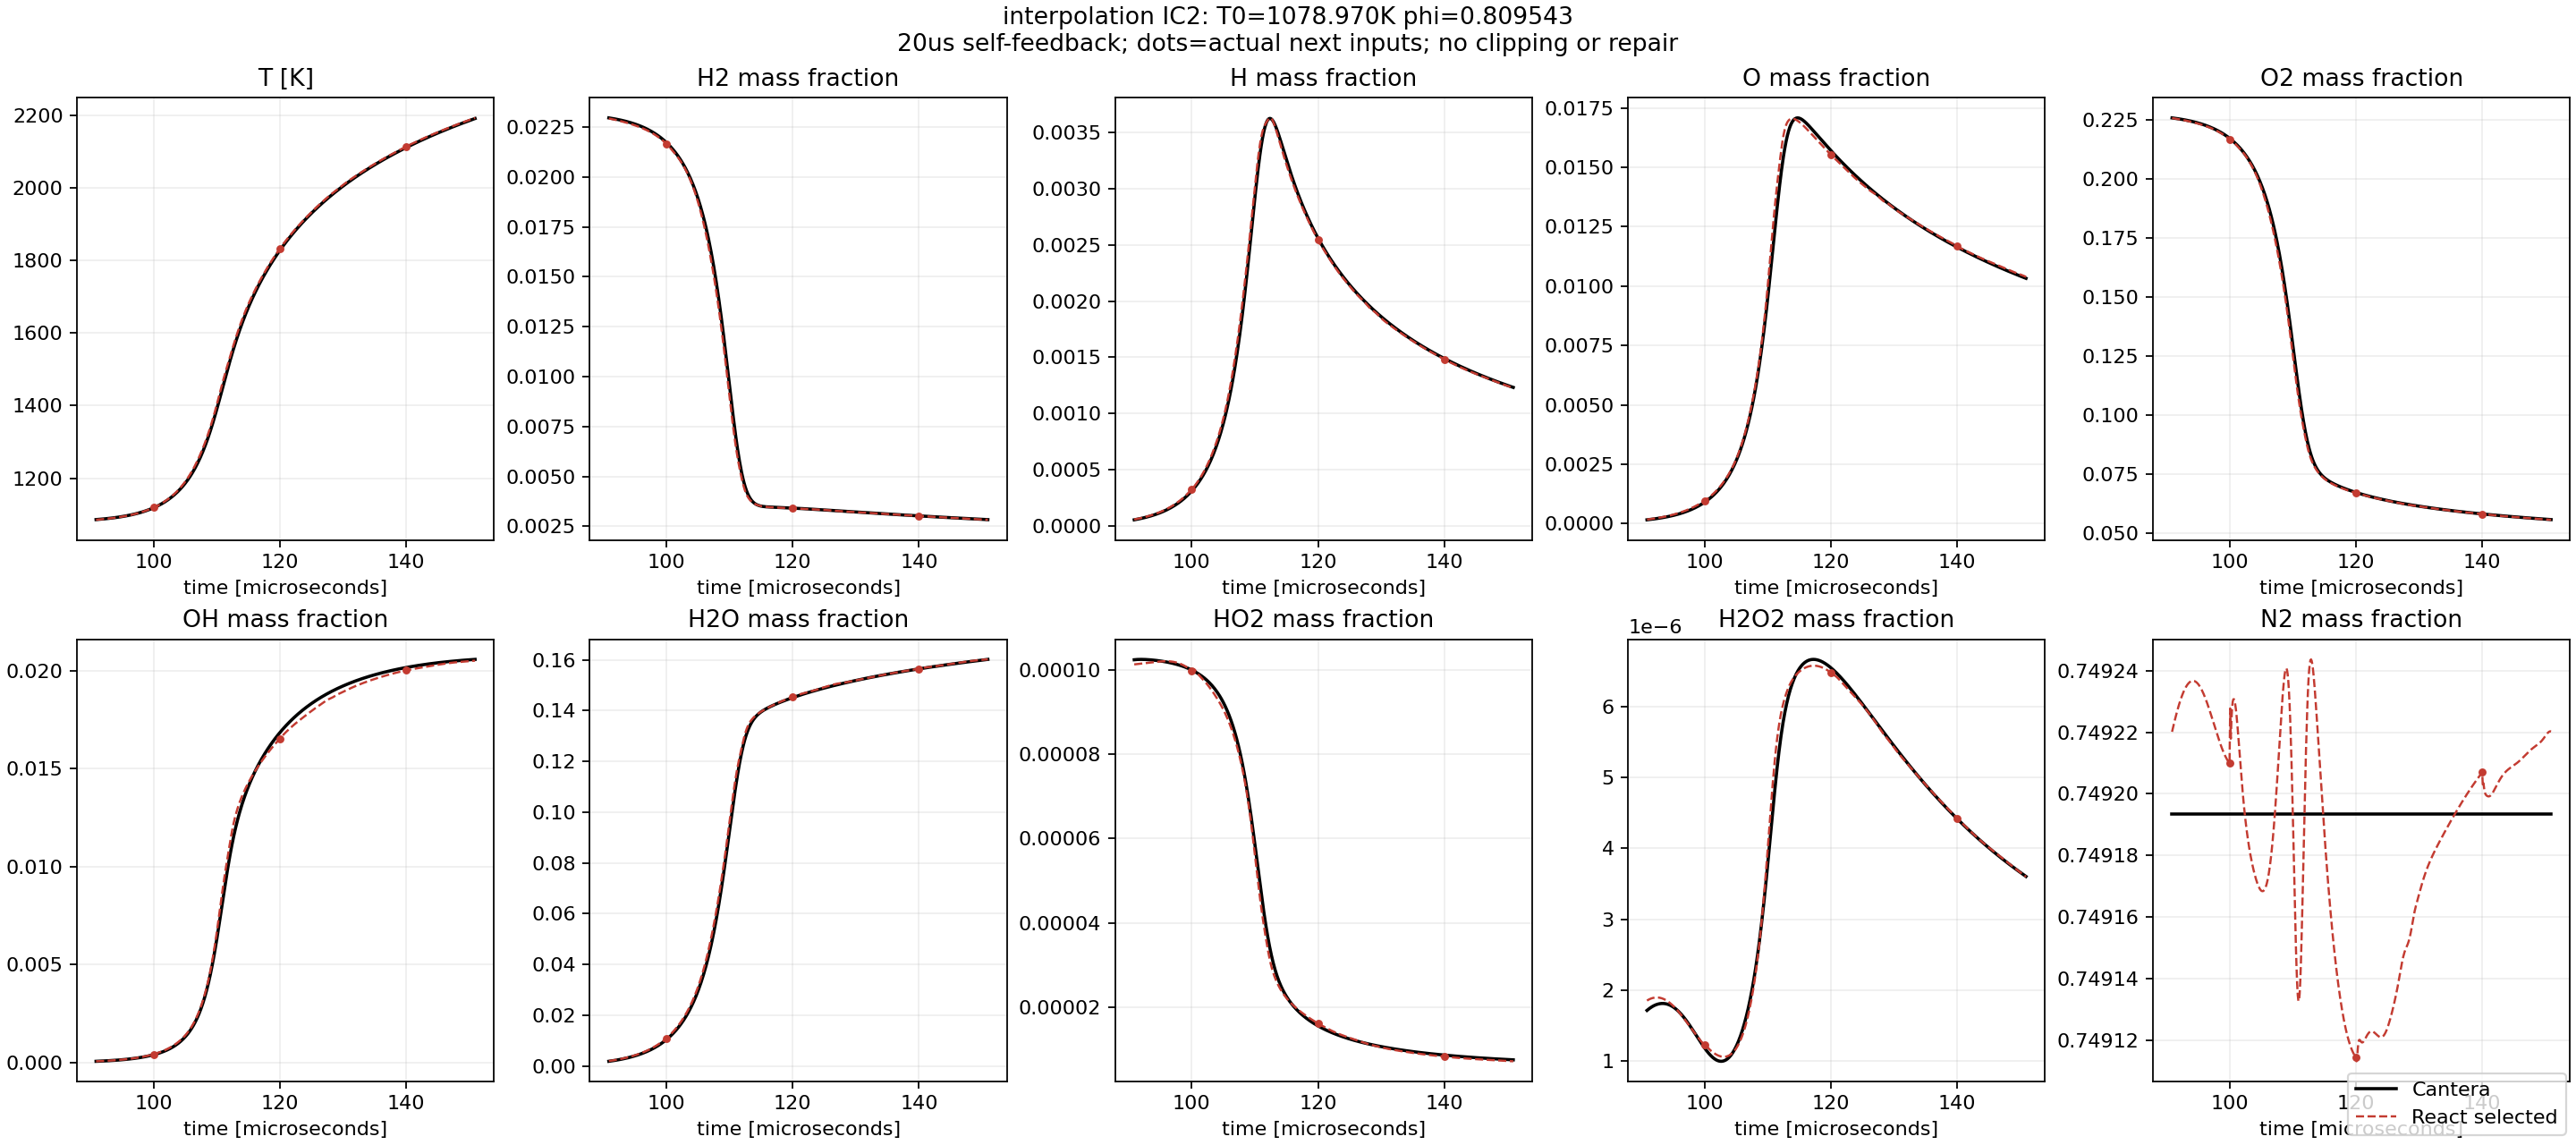 interpolation IC2: T0=1078.970K phi=0.809543
20us self-feedback; dots=actual next inputs; no clipping or repair
T [K]
2200
2000
1800
1600
1400
1200
100 120 140
time [microseconds]
H2 mass fraction
0.0225
0.0200
0.0175
0.0150
0.0125
0.0100
0.0075
0.0050
0.0025
100 120 140
time [microseconds]
H mass fraction
0.0035
0.0030
0.0025
0.0020
0.0015
0.0010
0.0005
0.0000
100 120 140
time [microseconds]
O mass fraction
0.0175
0.0150
0.0125
0.0100
0.0075
0.0050
0.0025
0.0000
100 120 140
time [microseconds]
O2 mass fraction
0.225
0.200
0.175
0.150
0.125
0.100
0.075
0.050
100 120 140
time [microseconds]
OH mass fraction
0.020
0.015
0.010
0.005
0.000
100 120 140
time [microseconds]
H2O mass fraction
0.16
0.14
0.12
0.10
0.08
0.06
0.04
0.02
0.00
100 120 140
time [microseconds]
HO2 mass fraction
0.00010
0.00008
0.00006
0.00004
0.00002
100 120 140
time [microseconds]
H2O2 mass fraction
1e−6
6
5
4
3
2
1
100 120 140
time [microseconds]
N2 mass fraction
0.74924
0.74922
0.74920
0.74918
0.74916
0.74914
0.74912
100 120 140
time [microseconds]
Cantera
React selected